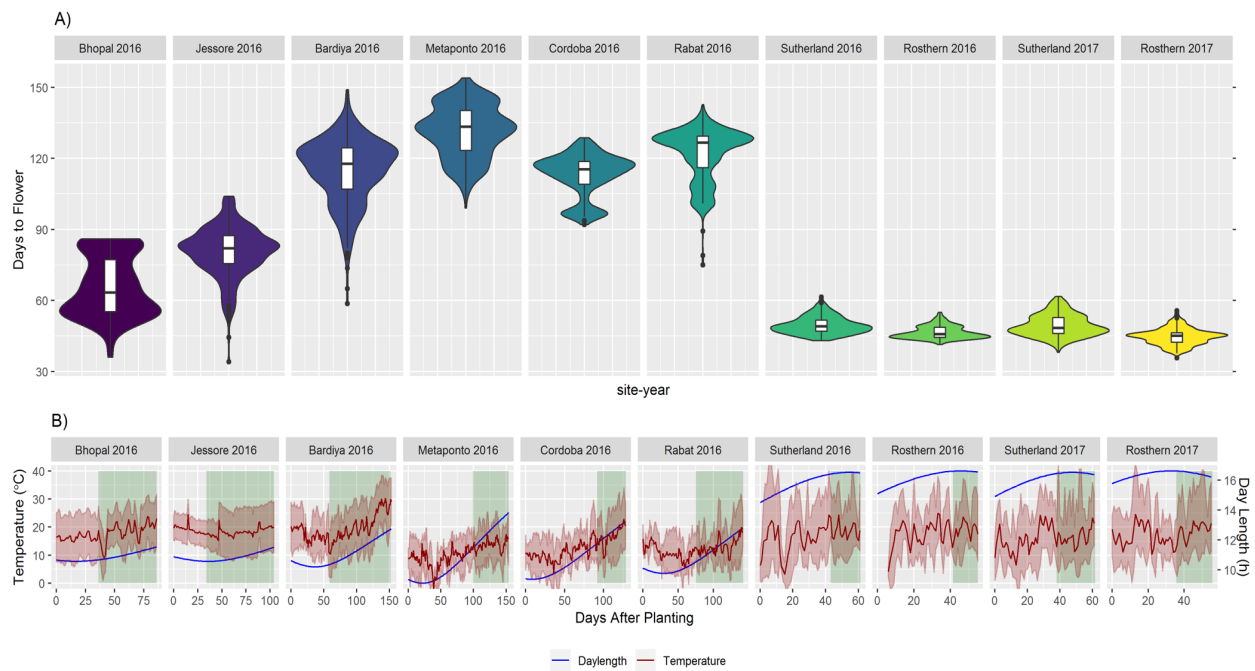 A)
Bhopal 2016 Jessore 2016 Bardiya 2016 Metaponto 2016 Cordoba 2016 Rabat 2016 Sutherland 2016 Rosthern 2016 Sutherland 2017 Rosthern 2017
Days to Flower
150
120
90
60
30
site-year
B)
Bhopal 2016 Jessore 2016 Bardiya 2016 Metaponto 2016 Cordoba 2016 Rabat 2016 Sutherland 2016 Rosthern 2016 Sutherland 2017 Rosthern 2017
Temperature (°C)
40
30
20
10
0
16
14
12
10
Day Length (h)
0 25 50 75 0 25 50 75 100 0 50 100 150 0 50 100 150 0 50 100 0 50 100 0 20 40 60 0 20 40 0 20 40 60 0 20 40
Days After Planting
Daylength Temperature